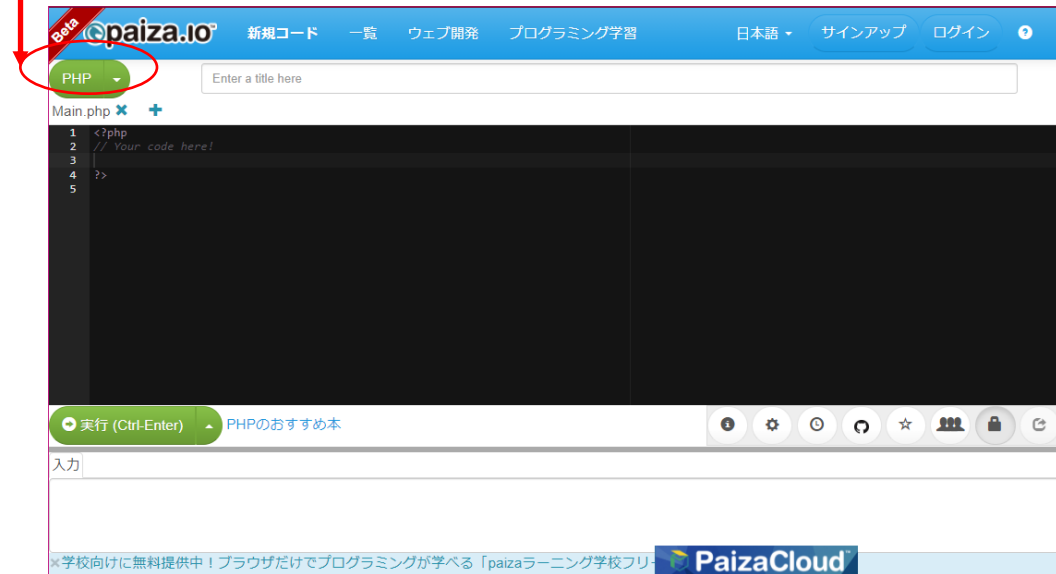 Beta paiza.IO 新規コード 一覧 ウェブ開発 プログラミング学習 日本語 サインアップ ログイン
PHP Enter a title here
Main.php
1 <?php
2 // Your code here!
3
4 ?>
5
実行 (Ctrl-Enter) PHPのおすすめ本
入力
×学校向けに無料提供中！ブラウザだけでプログラミングが学べる「paizaラーニング学校フリー PaizaCloud